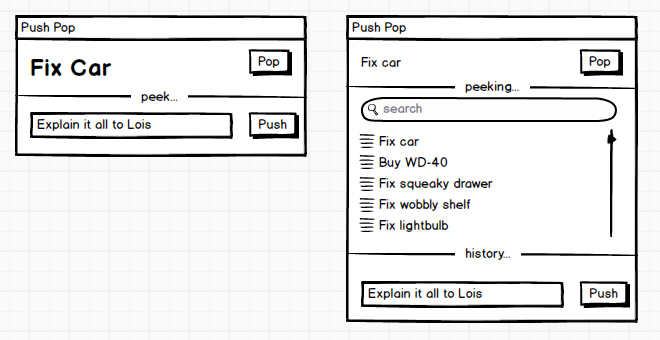 Push Pop
Fix Car
Pop
peek...
Explain it all to Lois
Push
Push Pop
Fix car
Pop
peeking...
search
Fix car
Buy WD-40
Fix squeaky drawer
Fix wobbly shelf
Fix lightbulb
history...
Explain it all to Lois
Push